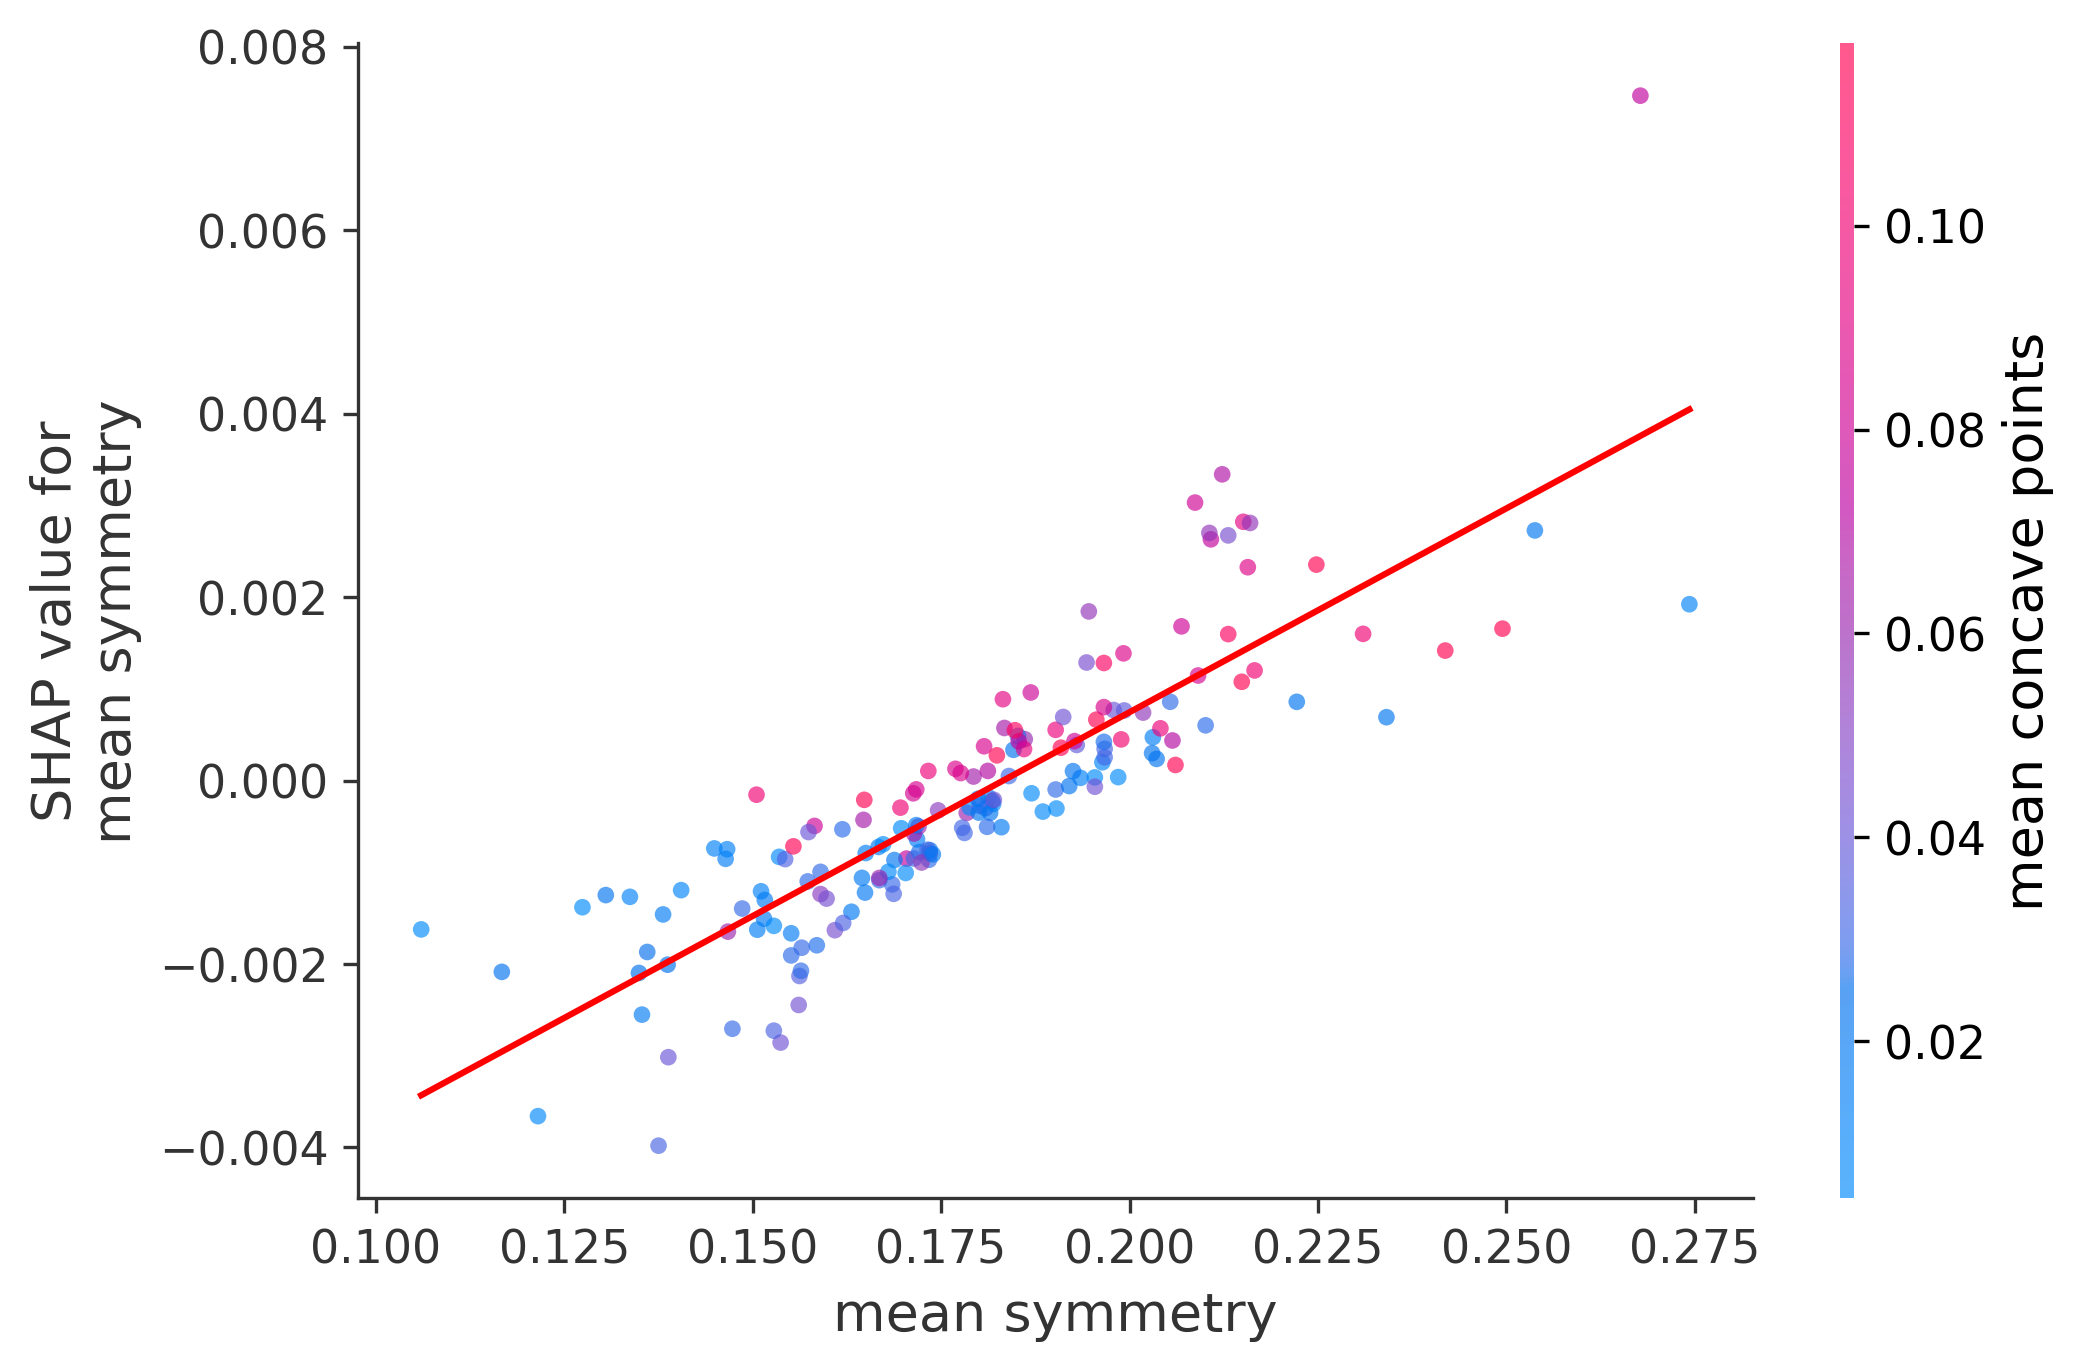 0.008
0.006
0.004
0.002
0.000
−0.002
−0.004
SHAP value for
mean symmetry
0.100 0.125 0.150 0.175 0.200 0.225 0.250 0.275
mean symmetry
0.10
0.08
0.06
0.04
0.02
mean concave points